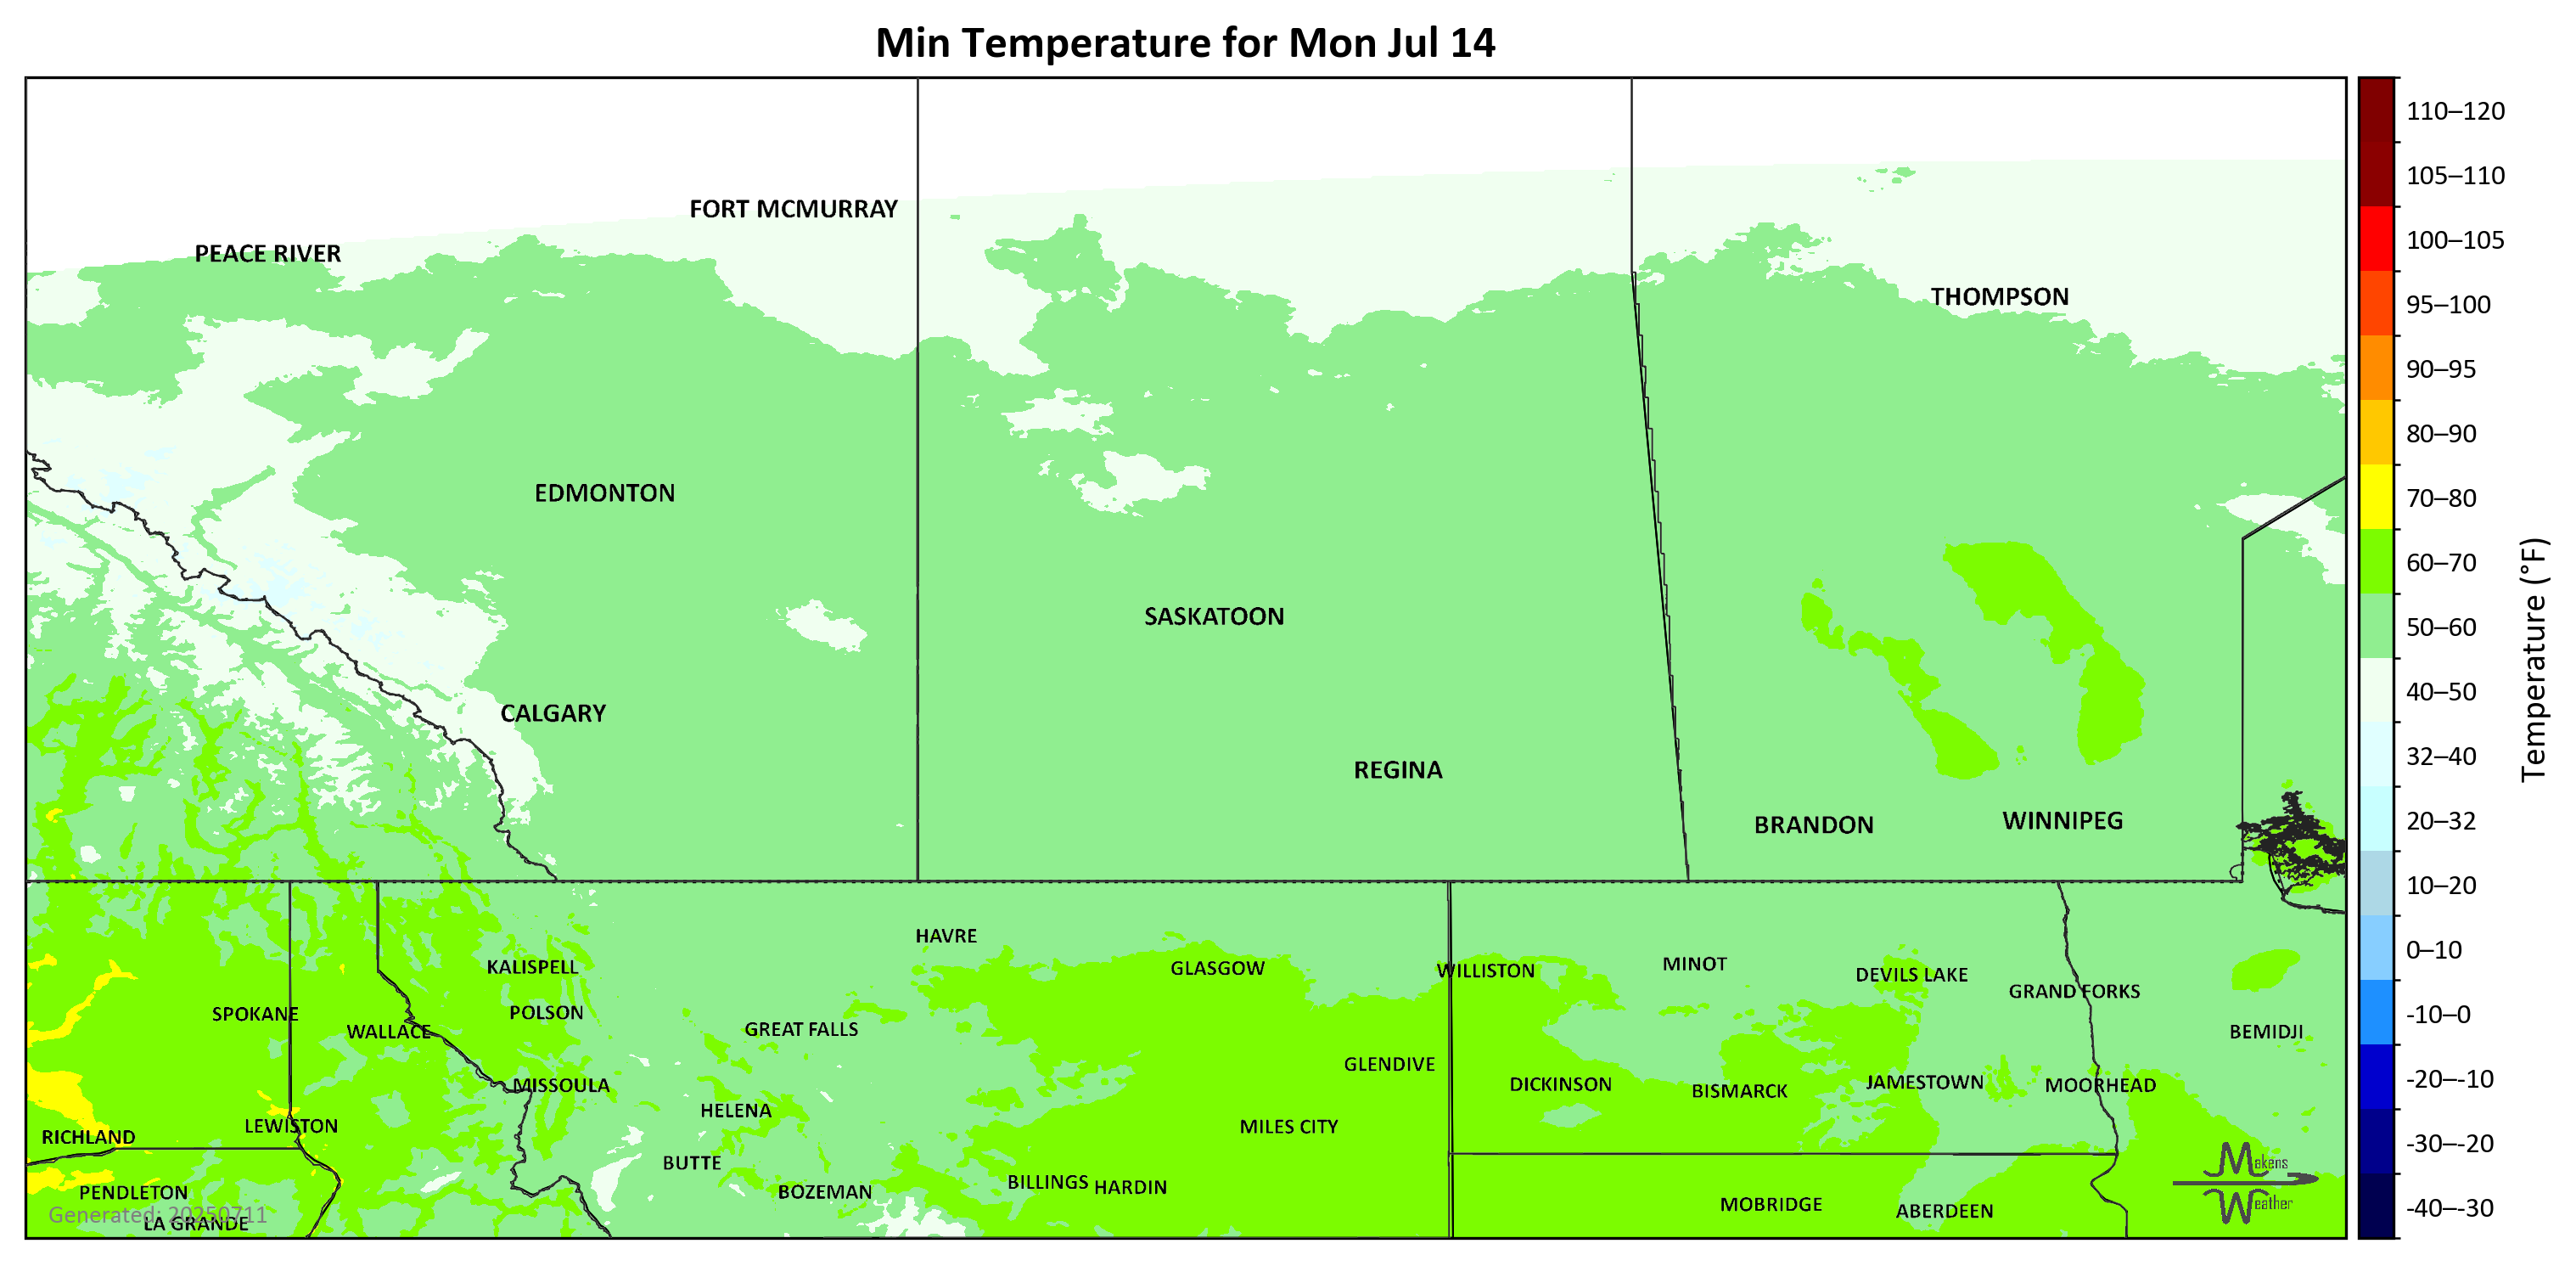 Min Temperature for Mon Jul 14
FORT MCMURRAY
PEACE RIVER
THOMPSON
EDMONTON
SASKATOON
CALGARY
REGINA
BRANDON
WINNIPEG
HAVRE
KALISPELL
GLASGOW
WILLISTON
MINOT
DEVILS LAKE
GRAND FORKS
SPOKANE
WALLACE
POLSON
GREAT FALLS
BEMIDJI
GLENDIVE
MISSOULA
DICKINSON
BISMARCK
JAMESTOWN
MOORHEAD
HELENA
LEWISTON
MILES CITY
RICHLAND
BUTTE
PENDLETON
BOZEMAN
BILLINGS
HARDIN
MOBRIDGE
ABERDEEN
LA GRANDE
Generated: 20250711
Makens
Weather
110–120
105–110
100–105
95–100
90–95
80–90
70–80
60–70
50–60
40–50
32–40
20–32
10–20
0–10
-10–0
-20–-10
-30–-20
-40–-30
Temperature (°F)